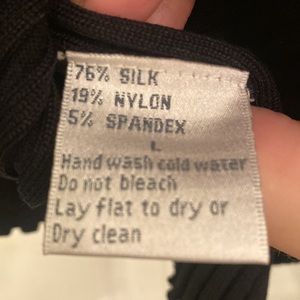 76% SILK
19% NYLON
5% SPANDEX
L
Hand wash cold water
Do not bleach
Lay flat to dry or
Dry clean